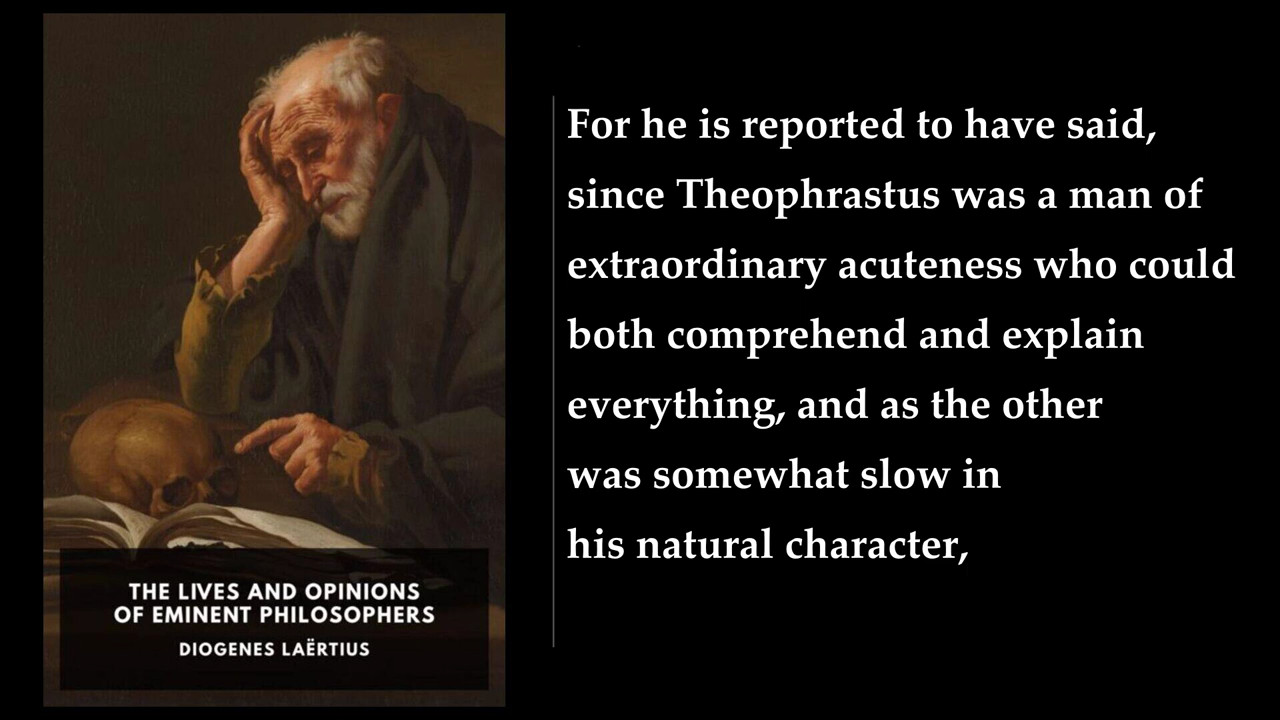 THE LIVES AND OPINIONS
OF EMINENT PHILOSOPHERS
DIOGENES LAËRTIUS
For he is reported to have said,
since Theophrastus was a man of
extraordinary acuteness who could
both comprehend and explain
everything, and as the other
was somewhat slow in
his natural character,